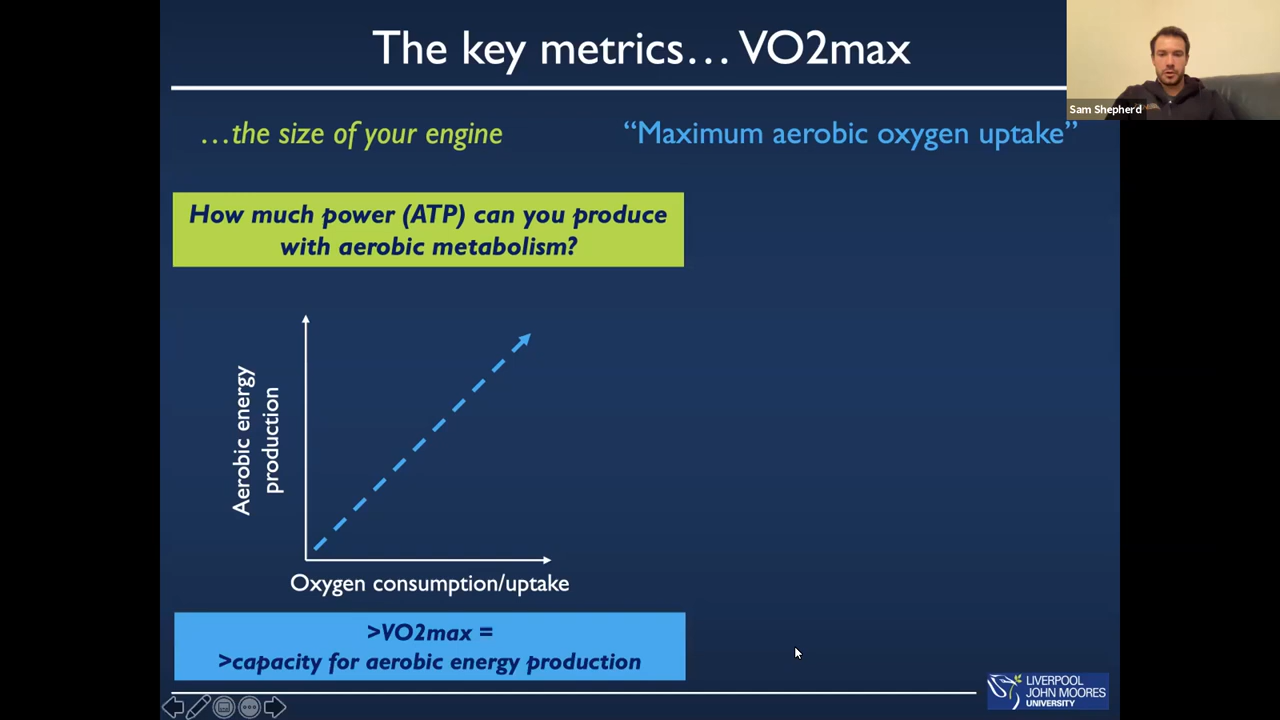 The key metrics... VO2max
Sam Shepherd
...the size of your engine
“Maximum aerobic oxygen uptake”
How much power (ATP) can you produce
with aerobic metabolism?
Aerobic energy
production
Oxygen consumption/uptake
>VO2max =
>capacity for aerobic energy production
LIVERPOOL
JOHN MOORES
UNIVERSITY